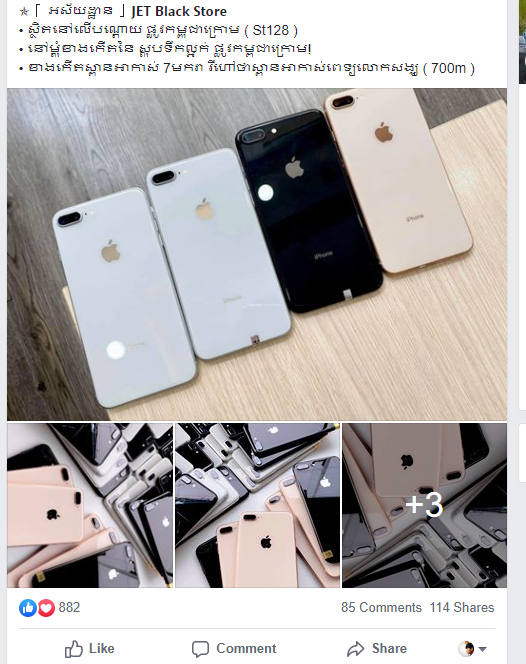 ✯「 អាស័យដ្ឋាន 」JET Black Store
• ស្ថិតនៅលើបណ្តោយ ផ្លូវកម្ពុជាក្រោម ( St128 )
• នៅម្តុំខាងកើតនៃ ស្តុបទឹកល្អក់ ផ្លូវកម្ពុជាក្រោម!
• ខាងកើតស្ពានអាកាស់ 7មករា រឺហៅថាស្ពានអាកាស់ពេទ្យលោកសង្ឃ ( 700m )
iPhone
iPhone
+3
882
85 Comments 114 Shares
Like Comment Share